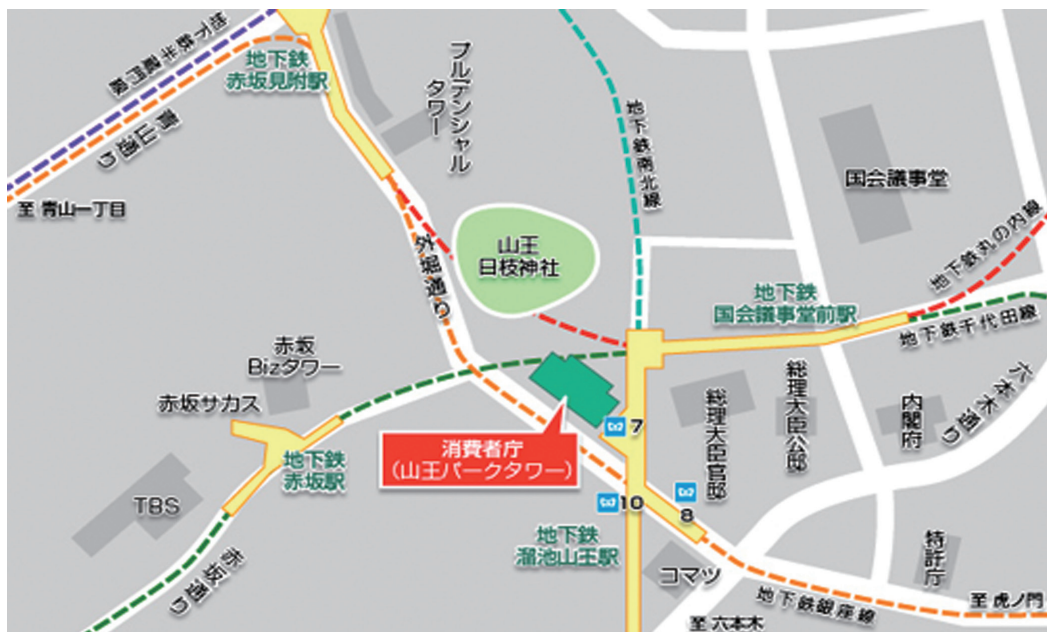 地下鉄半蔵門線
青山通り
至 青山一丁目
地下鉄
赤坂見附駅
プルデンシャル
タワー
地下鉄南北線
国会議事堂
山王
日枝神社
外堀通り
地下鉄丸の内線
地下鉄
国会議事堂前駅
地下鉄千代田線
赤坂
Bizタワー
赤坂サカス
消費者庁
(山王パークタワー)
7
総理大臣官邸
総理大臣公邸
内閣府
六本木通り
地下鉄
赤坂駅
TBS
10
8
赤坂通り
地下鉄
溜池山王駅
コマツ
特許庁
地下鉄銀座線
至 虎ノ門
至 六本木